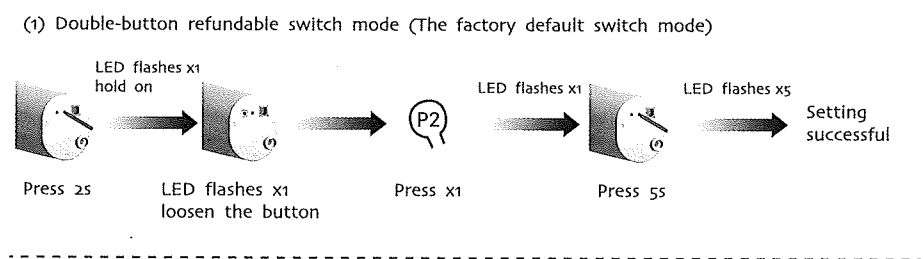 (1) Double-button refundable switch mode (The factory default switch mode)
LED flashes x1
hold on
LED flashes x1
LED flashes x5
P2
Setting
successful
Press 2s
LED flashes x1
loosen the button
Press x1
Press 5s